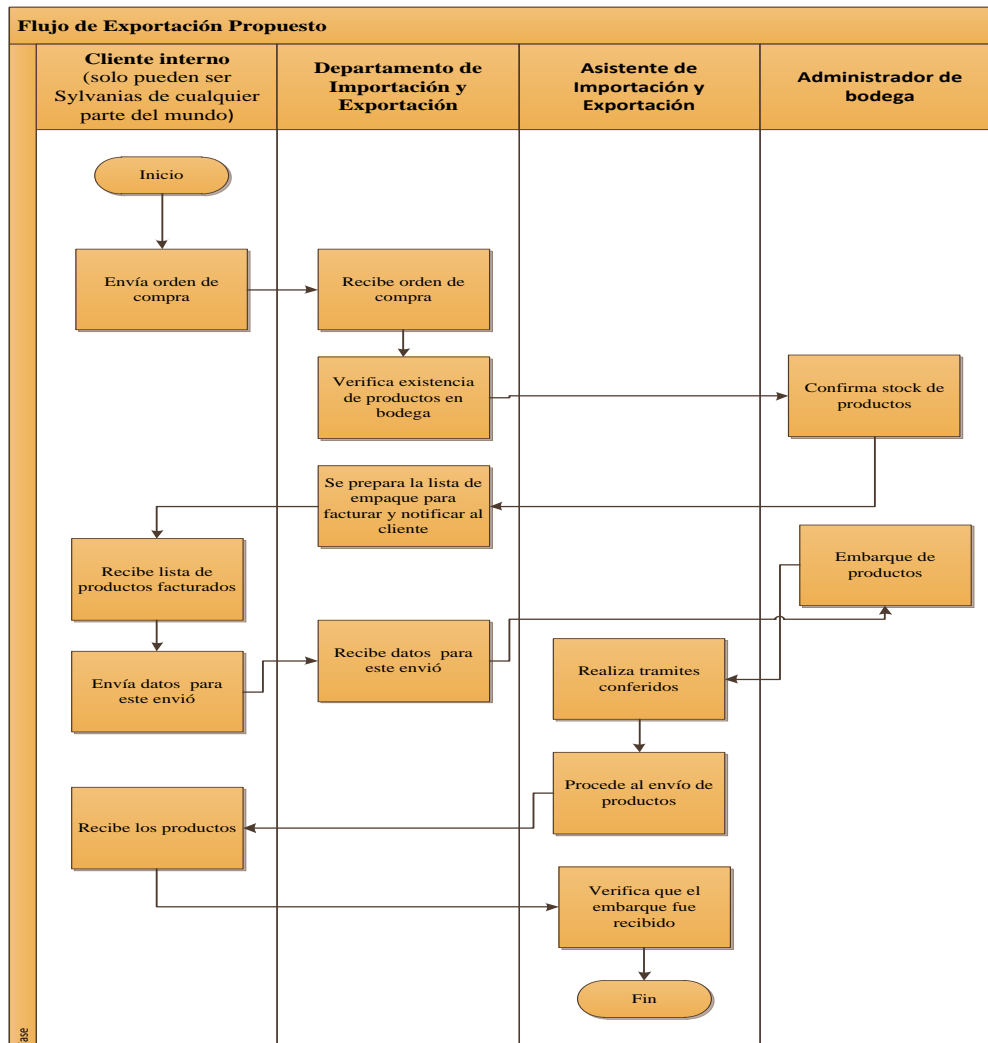 Flujo de Exportación Propuesto
Cliente interno
(solo pueden ser
Sylvanias de cualquier
parte del mundo)
Departamento de
Importación y
Exportación
Asistente de
Importación y
Exportación
Administrador de
bodega
Inicio
Envía orden de
compra
Recibe orden de
compra
Verifica existencia
de productos en
bodega
Confirma stock de
productos
Se prepara la lista de
empaque para
facturar y notificar al
cliente
Recibe lista de
productos facturados
Embarque de
productos
Envía datos para
este envió
Recibe datos para
este envió
Realiza tramites
conferidos
Procede al envío de
productos
Recibe los productos
Verifica que el
embarque fue
recibido
Fin
ase